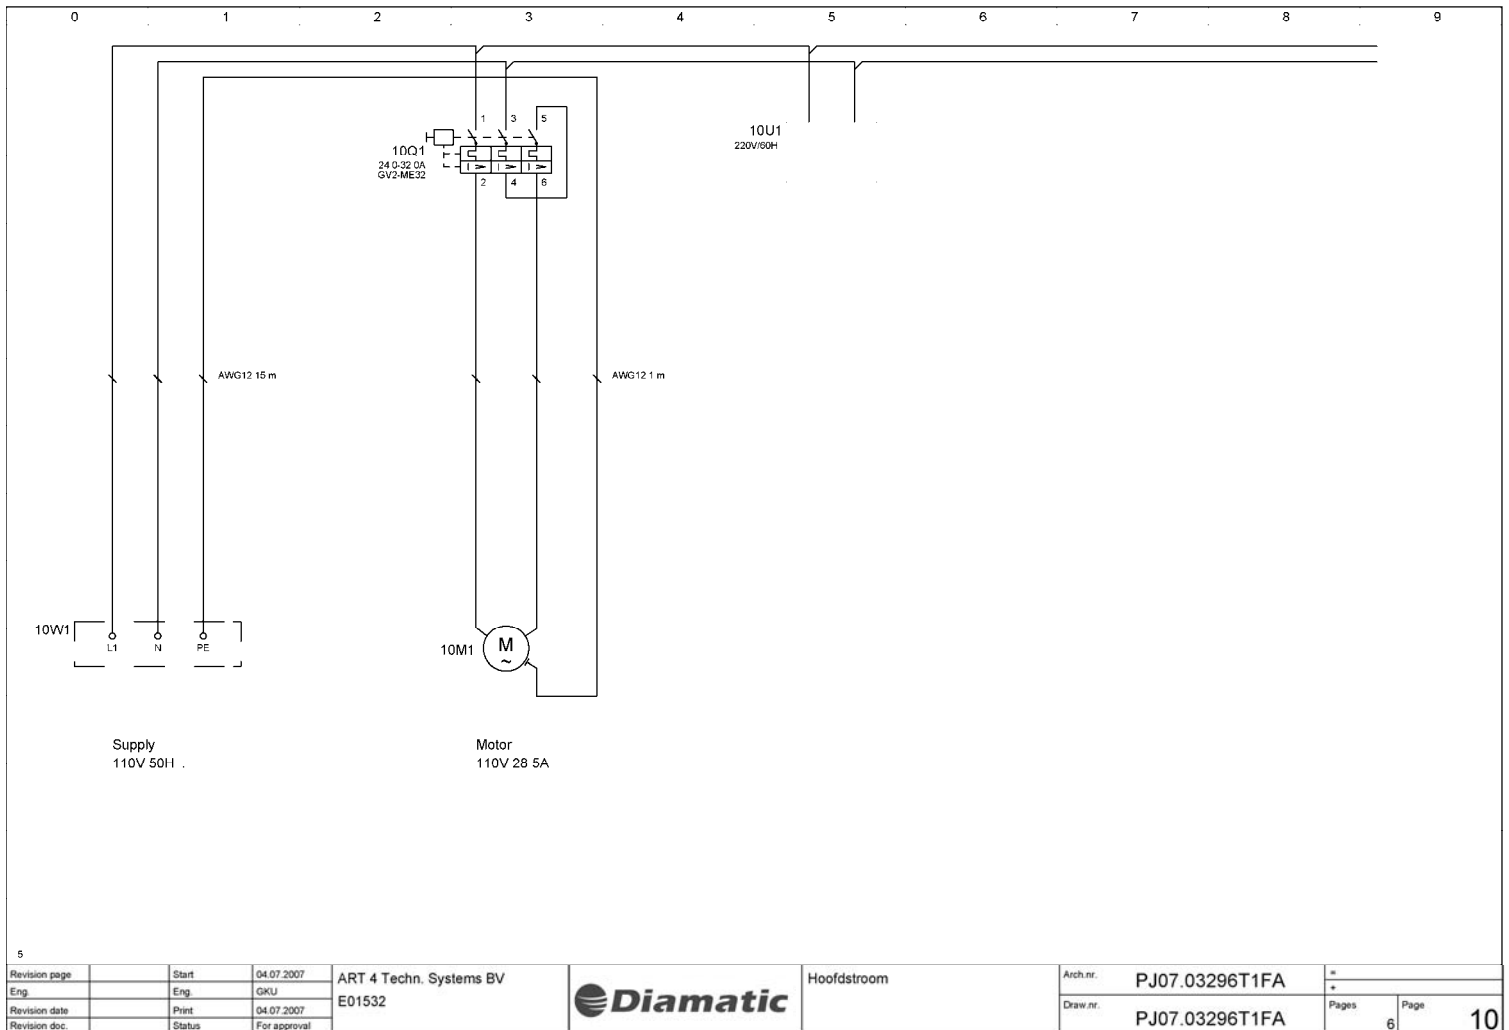 0 1 2 3 4 5 6 7 8 9
1 3 5
10Q1
24 0-32 0A
GV2-ME32
2 4 6
10U1
220V/60H
AWG12 15 m
AWG12 1 m
10W1
L1 N PE
10M1
M
~
Supply
110V 50H .
Motor
110V 28 5A
5
Revision page Start 04.07.2007
Eng. Eng. GKU
Revision date Print 04.07.2007
Revision doc. Status For approval
ART 4 Techn. Systems BV
E01532
Diamatic
Hoofdstroom
Arch.nr. PJ07.03296T1FA
Draw.nr. PJ07.03296T1FA
=
+
Pages 6
Page 10